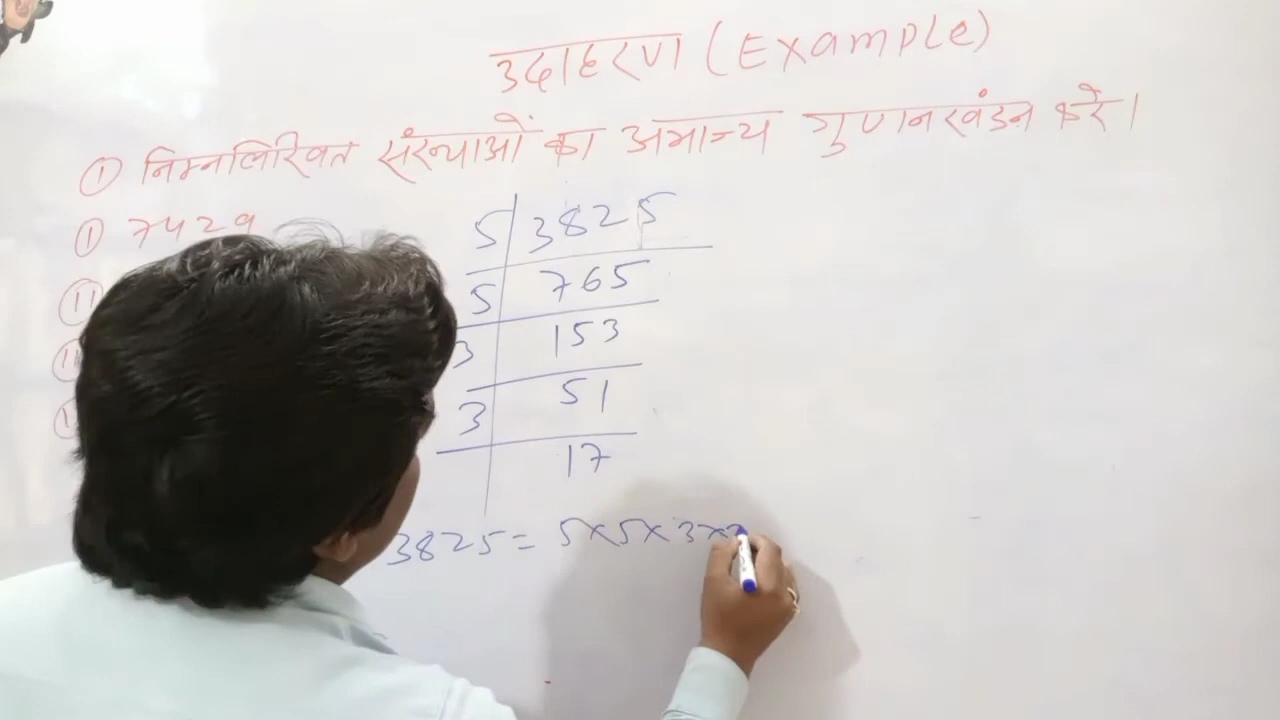 उदाहरण (Example)
① निम्नलिखित संख्याओं का अभाज्य गुणनखंडन करे।
① 7429
5 3825
5 765
3 153
3 51
17
3825 = 5×5×3×3